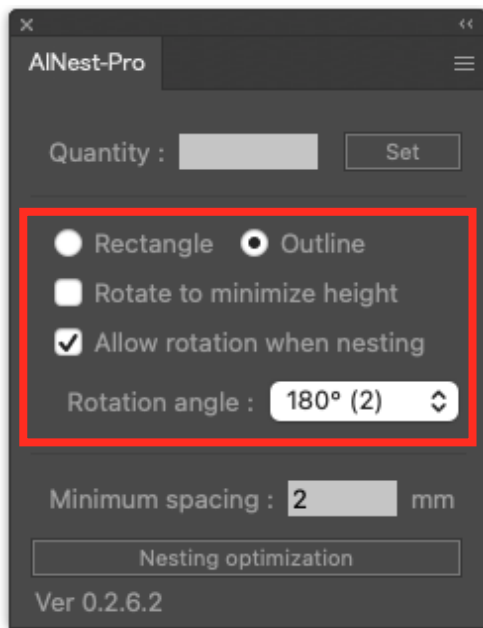 AINest-Pro
Quantity : Set
Rectangle Outline
Rotate to minimize height
Allow rotation when nesting
Rotation angle : 180° (2)
Minimum spacing : 2 mm
Nesting optimization
Ver 0.2.6.2